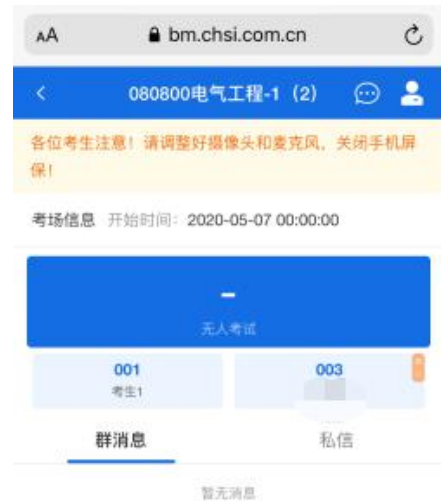 AA bm.chsi.com.cn
080800电气工程-1（2）
各位考生注意！请调整好摄像头和麦克风，关闭手机屏
保！
考场信息 开始时间：2020-05-07 00:00:00
-
无人考试
001 003
考生1
群消息 私信
暂无消息